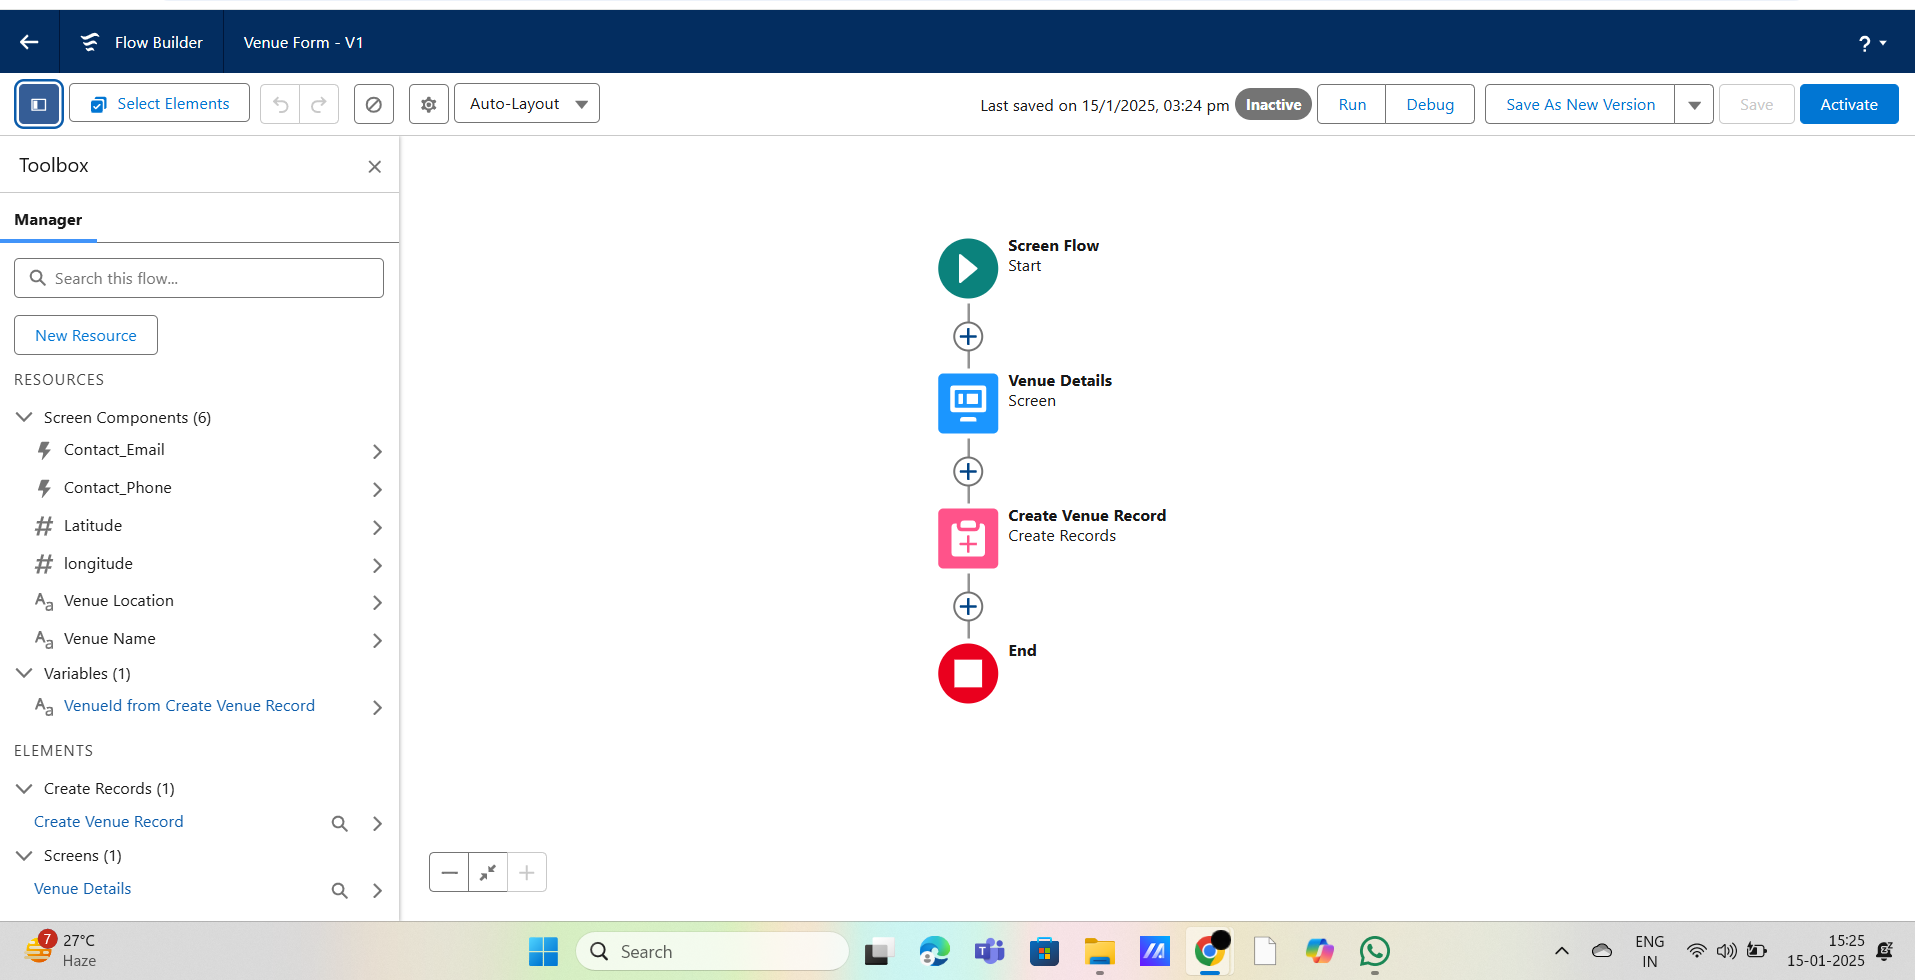 Flow Builder
Venue Form - V1
?
Select Elements
Auto-Layout
Last saved on 15/1/2025, 03:24 pm
Inactive
Run
Debug
Save As New Version
Save
Activate
Toolbox
Manager
Search this flow...
New Resource
RESOURCES
Screen Components (6)
Contact_Email
Contact_Phone
# Latitude
# longitude
Aa Venue Location
Aa Venue Name
Variables (1)
Aa VenueId from Create Venue Record
ELEMENTS
Create Records (1)
Create Venue Record
Screens (1)
Venue Details
Screen Flow
Start
Venue Details
Screen
Create Venue Record
Create Records
End
7
27°C
Haze
Search
ENG
IN
15:25
15-01-2025